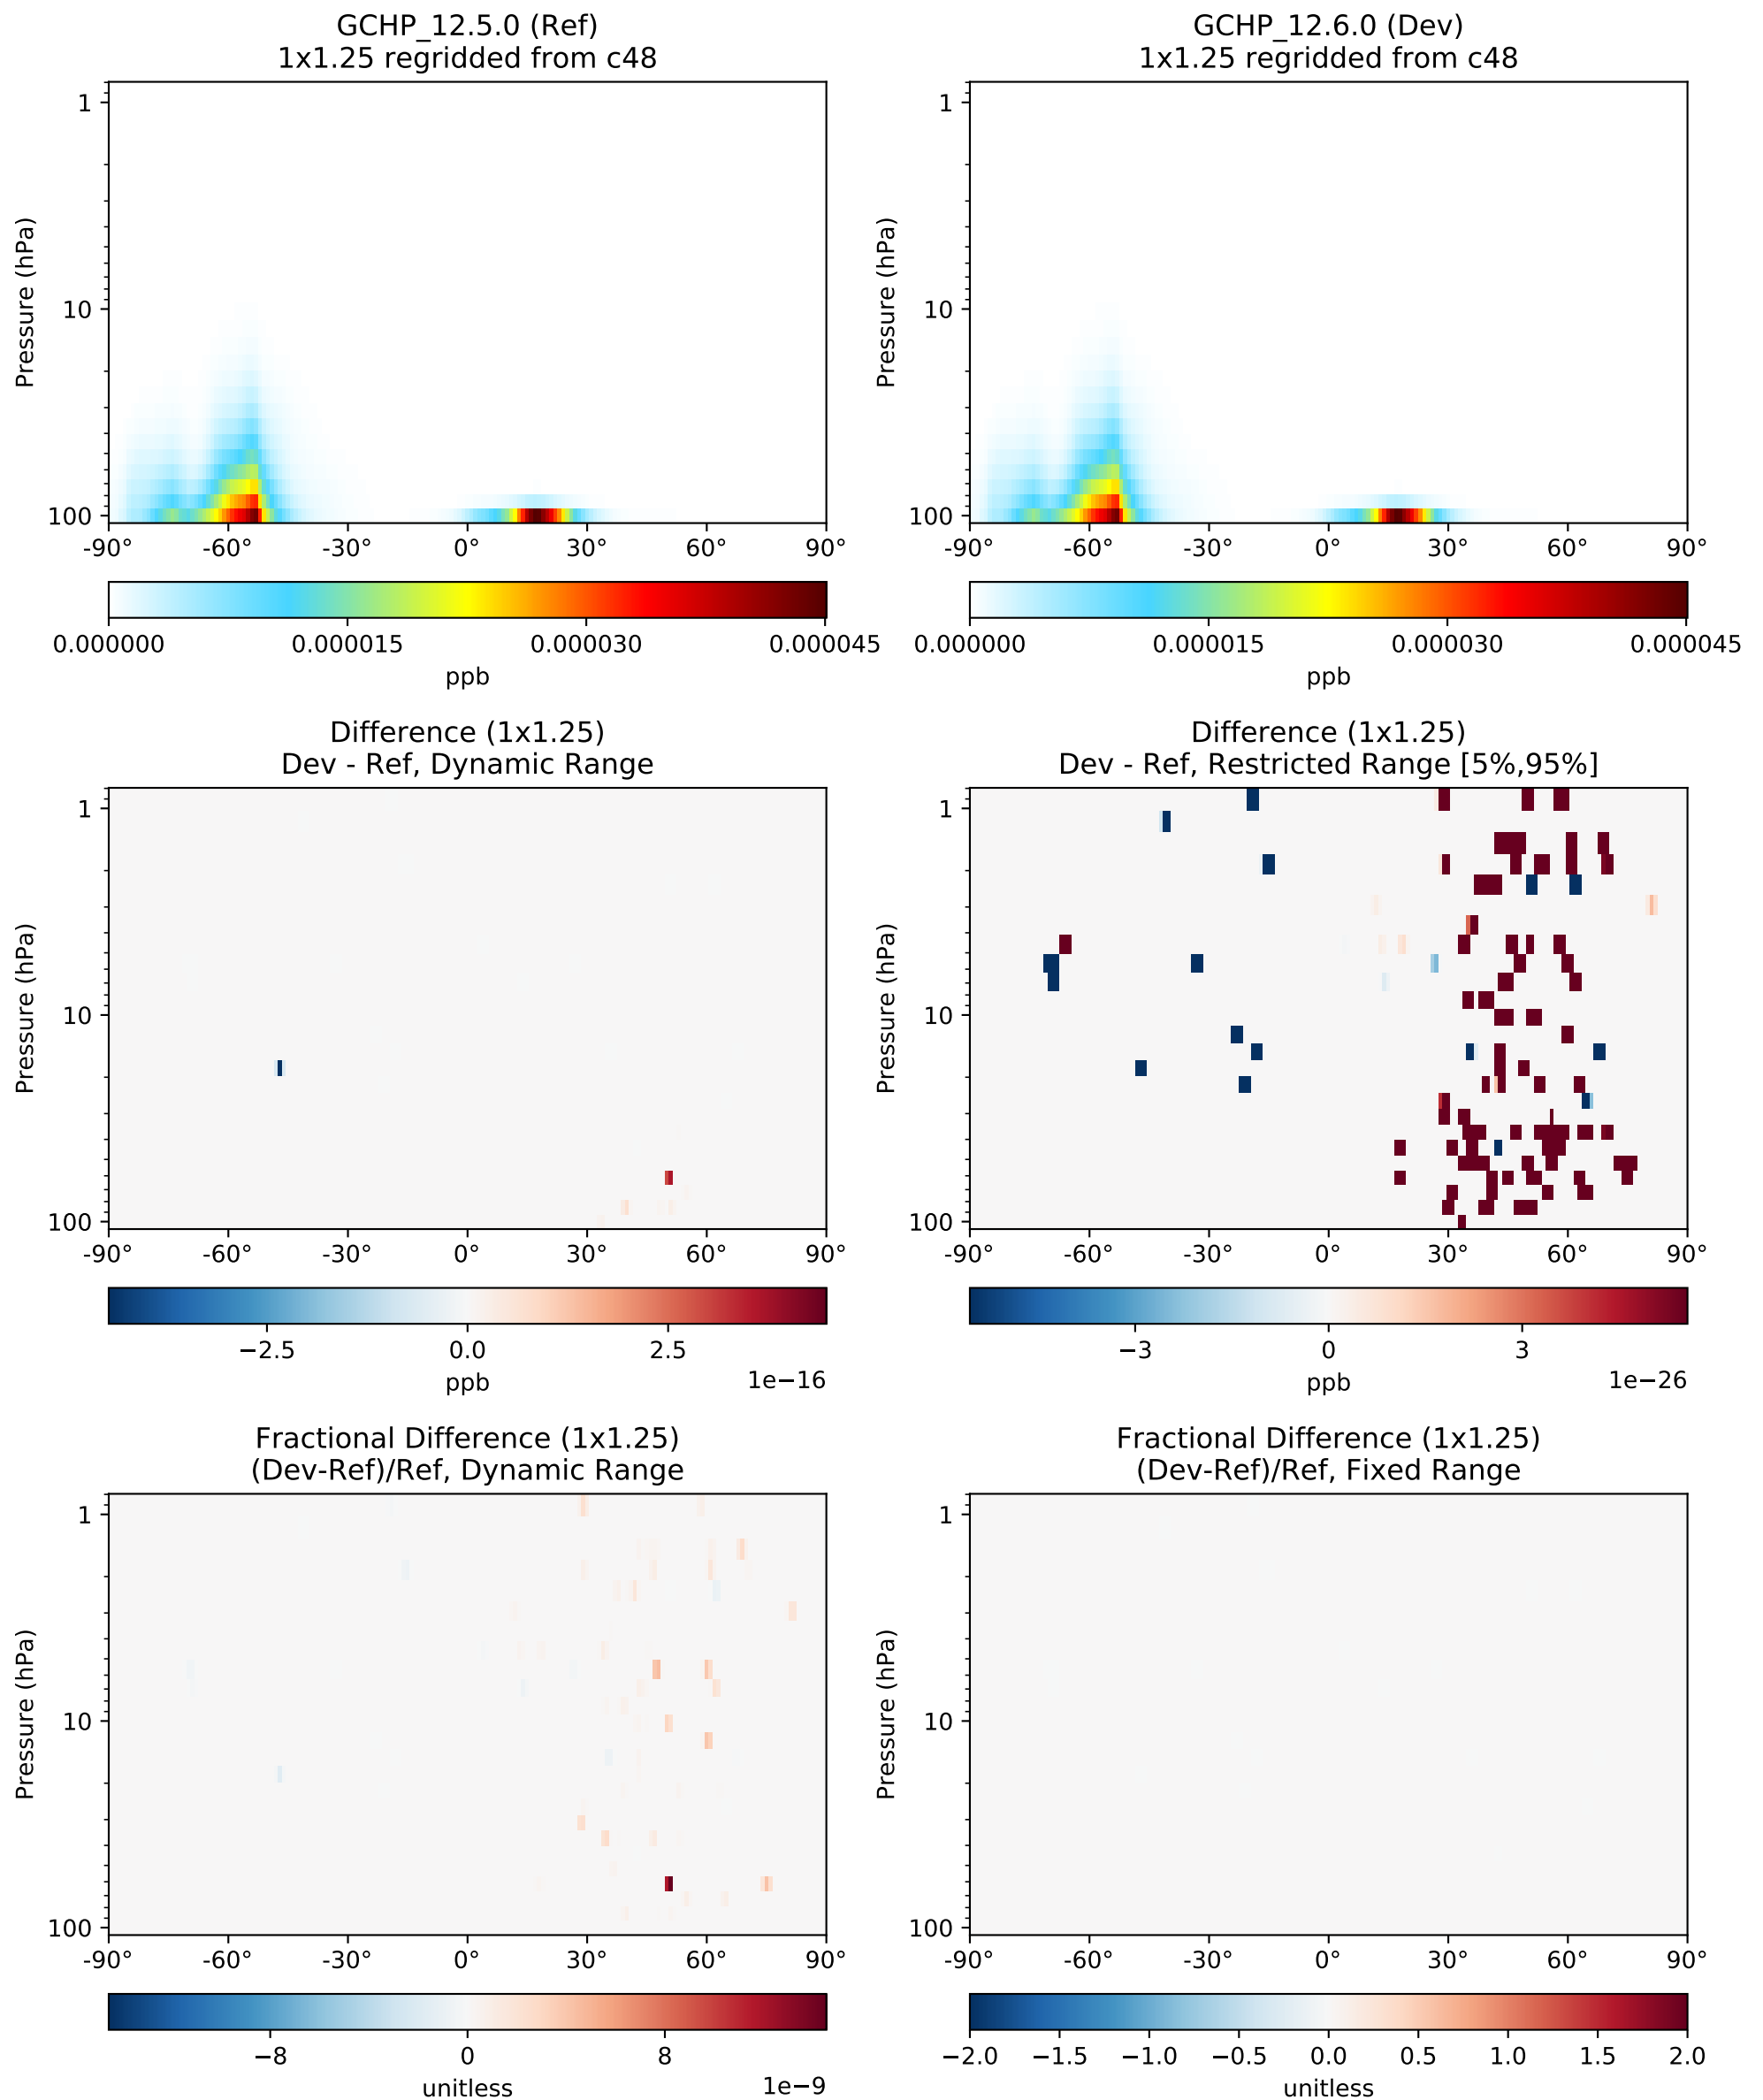 GCHP_12.5.0 (Ref)
1x1.25 regridded from c48
Pressure (hPa)
1
10
100
-90° -60° -30° 0° 30° 60° 90°
0.000000 0.000015 0.000030 0.000045
ppb
GCHP_12.6.0 (Dev)
1x1.25 regridded from c48
Pressure (hPa)
1
10
100
-90° -60° -30° 0° 30° 60° 90°
0.000000 0.000015 0.000030 0.000045
ppb
Difference (1x1.25)
Dev - Ref, Dynamic Range
Pressure (hPa)
1
10
100
-90° -60° -30° 0° 30° 60° 90°
−2.5 0.0 2.5
ppb 1e−16
Difference (1x1.25)
Dev - Ref, Restricted Range [5%,95%]
Pressure (hPa)
1
10
100
-90° -60° -30° 0° 30° 60° 90°
−3 0 3
ppb 1e−26
Fractional Difference (1x1.25)
(Dev-Ref)/Ref, Dynamic Range
Pressure (hPa)
1
10
100
-90° -60° -30° 0° 30° 60° 90°
−8 0 8
unitless 1e−9
Fractional Difference (1x1.25)
(Dev-Ref)/Ref, Fixed Range
Pressure (hPa)
1
10
100
-90° -60° -30° 0° 30° 60° 90°
−2.0 −1.5 −1.0 −0.5 0.0 0.5 1.0 1.5 2.0
unitless